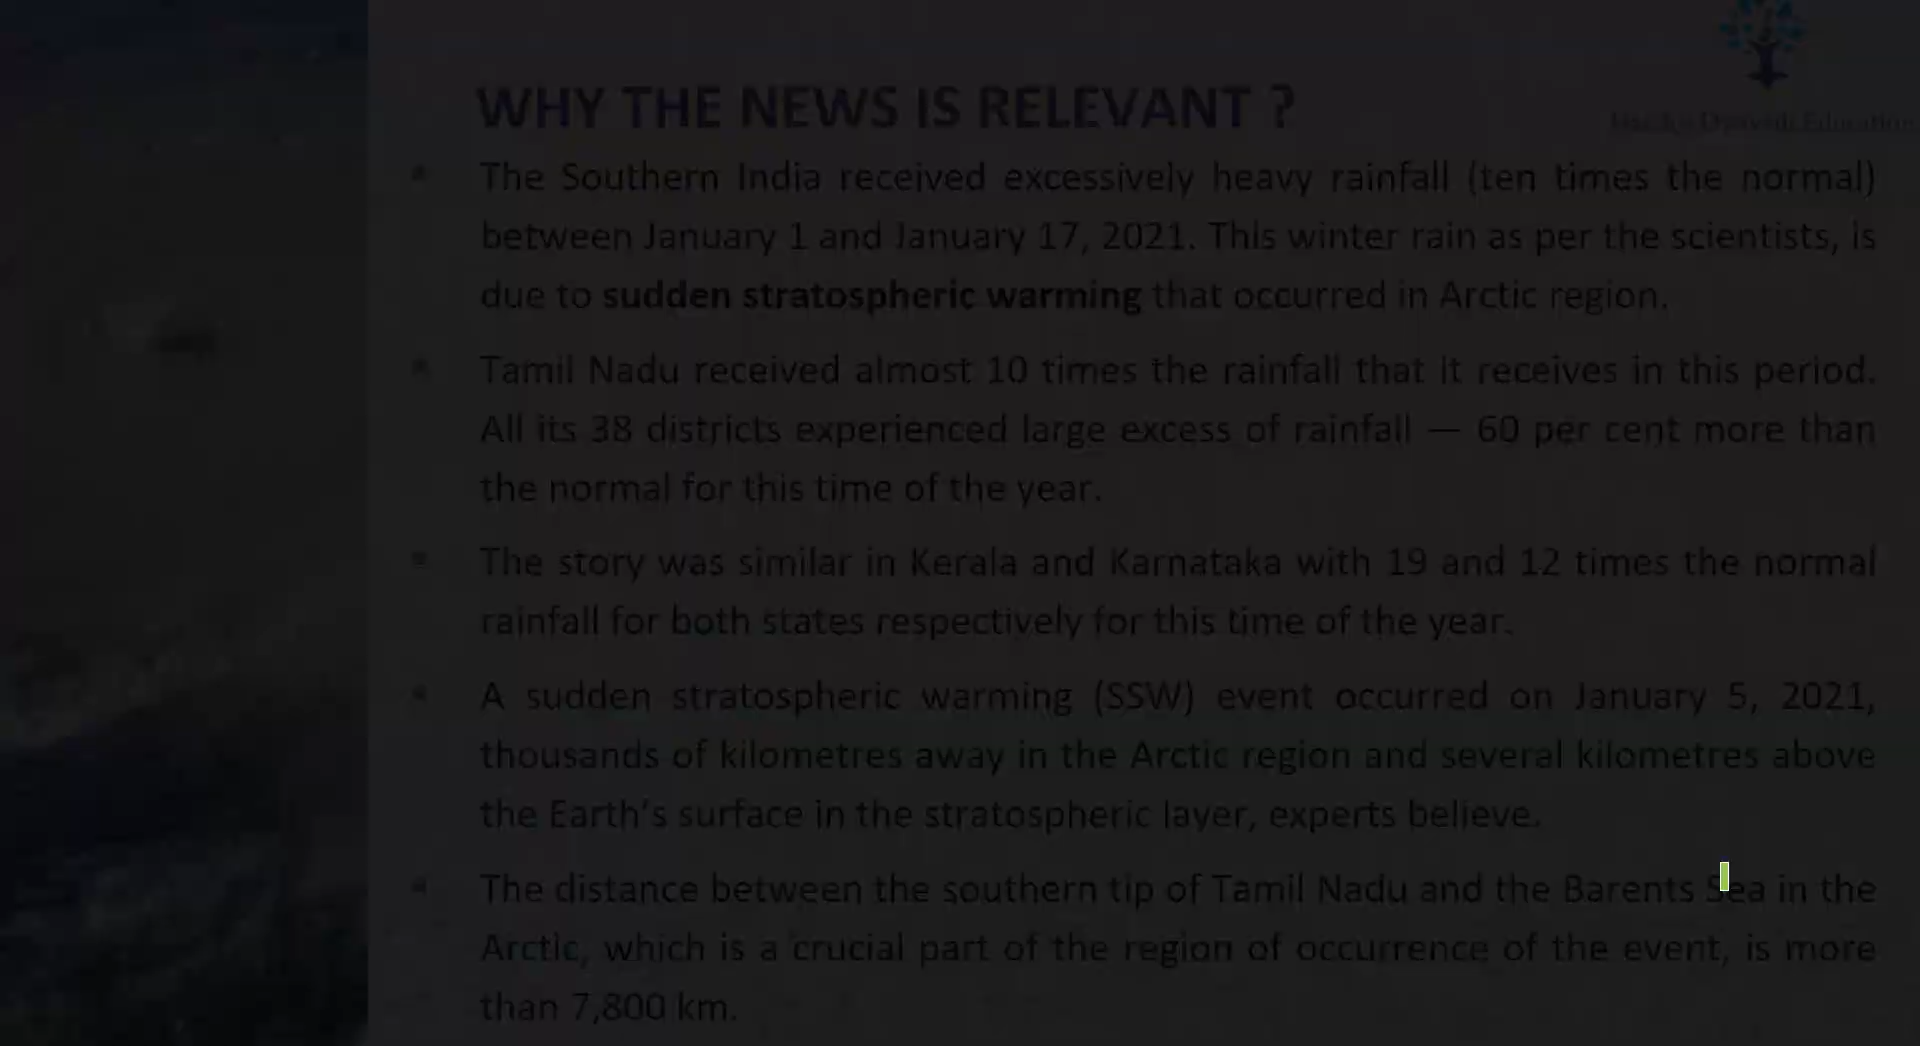 WHY THE NEWS IS RELEVANT ?
The Southern India received excessively heavy rainfall (ten times the normal)
between January 1 and January 17, 2021. This winter rain as per the scientists, is
due to sudden stratospheric warming that occurred in Arctic region.
Tamil Nadu received almost 10 times the rainfall that it receives in this period.
All its 38 districts experienced large excess of rainfall — 60 per cent more than
the normal for this time of the year.
The story was similar in Kerala and Karnataka with 19 and 12 times the normal
rainfall for both states respectively for this time of the year.
A sudden stratospheric warming (SSW) event occurred on January 5, 2021,
thousands of kilometres away in the Arctic region and several kilometres above
the Earth's surface in the stratospheric layer, experts believe.
The distance between the southern tip of Tamil Nadu and the Barents Sea in the
Arctic, which is a crucial part of the region of occurrence of the event, is more
than 7,800 km.